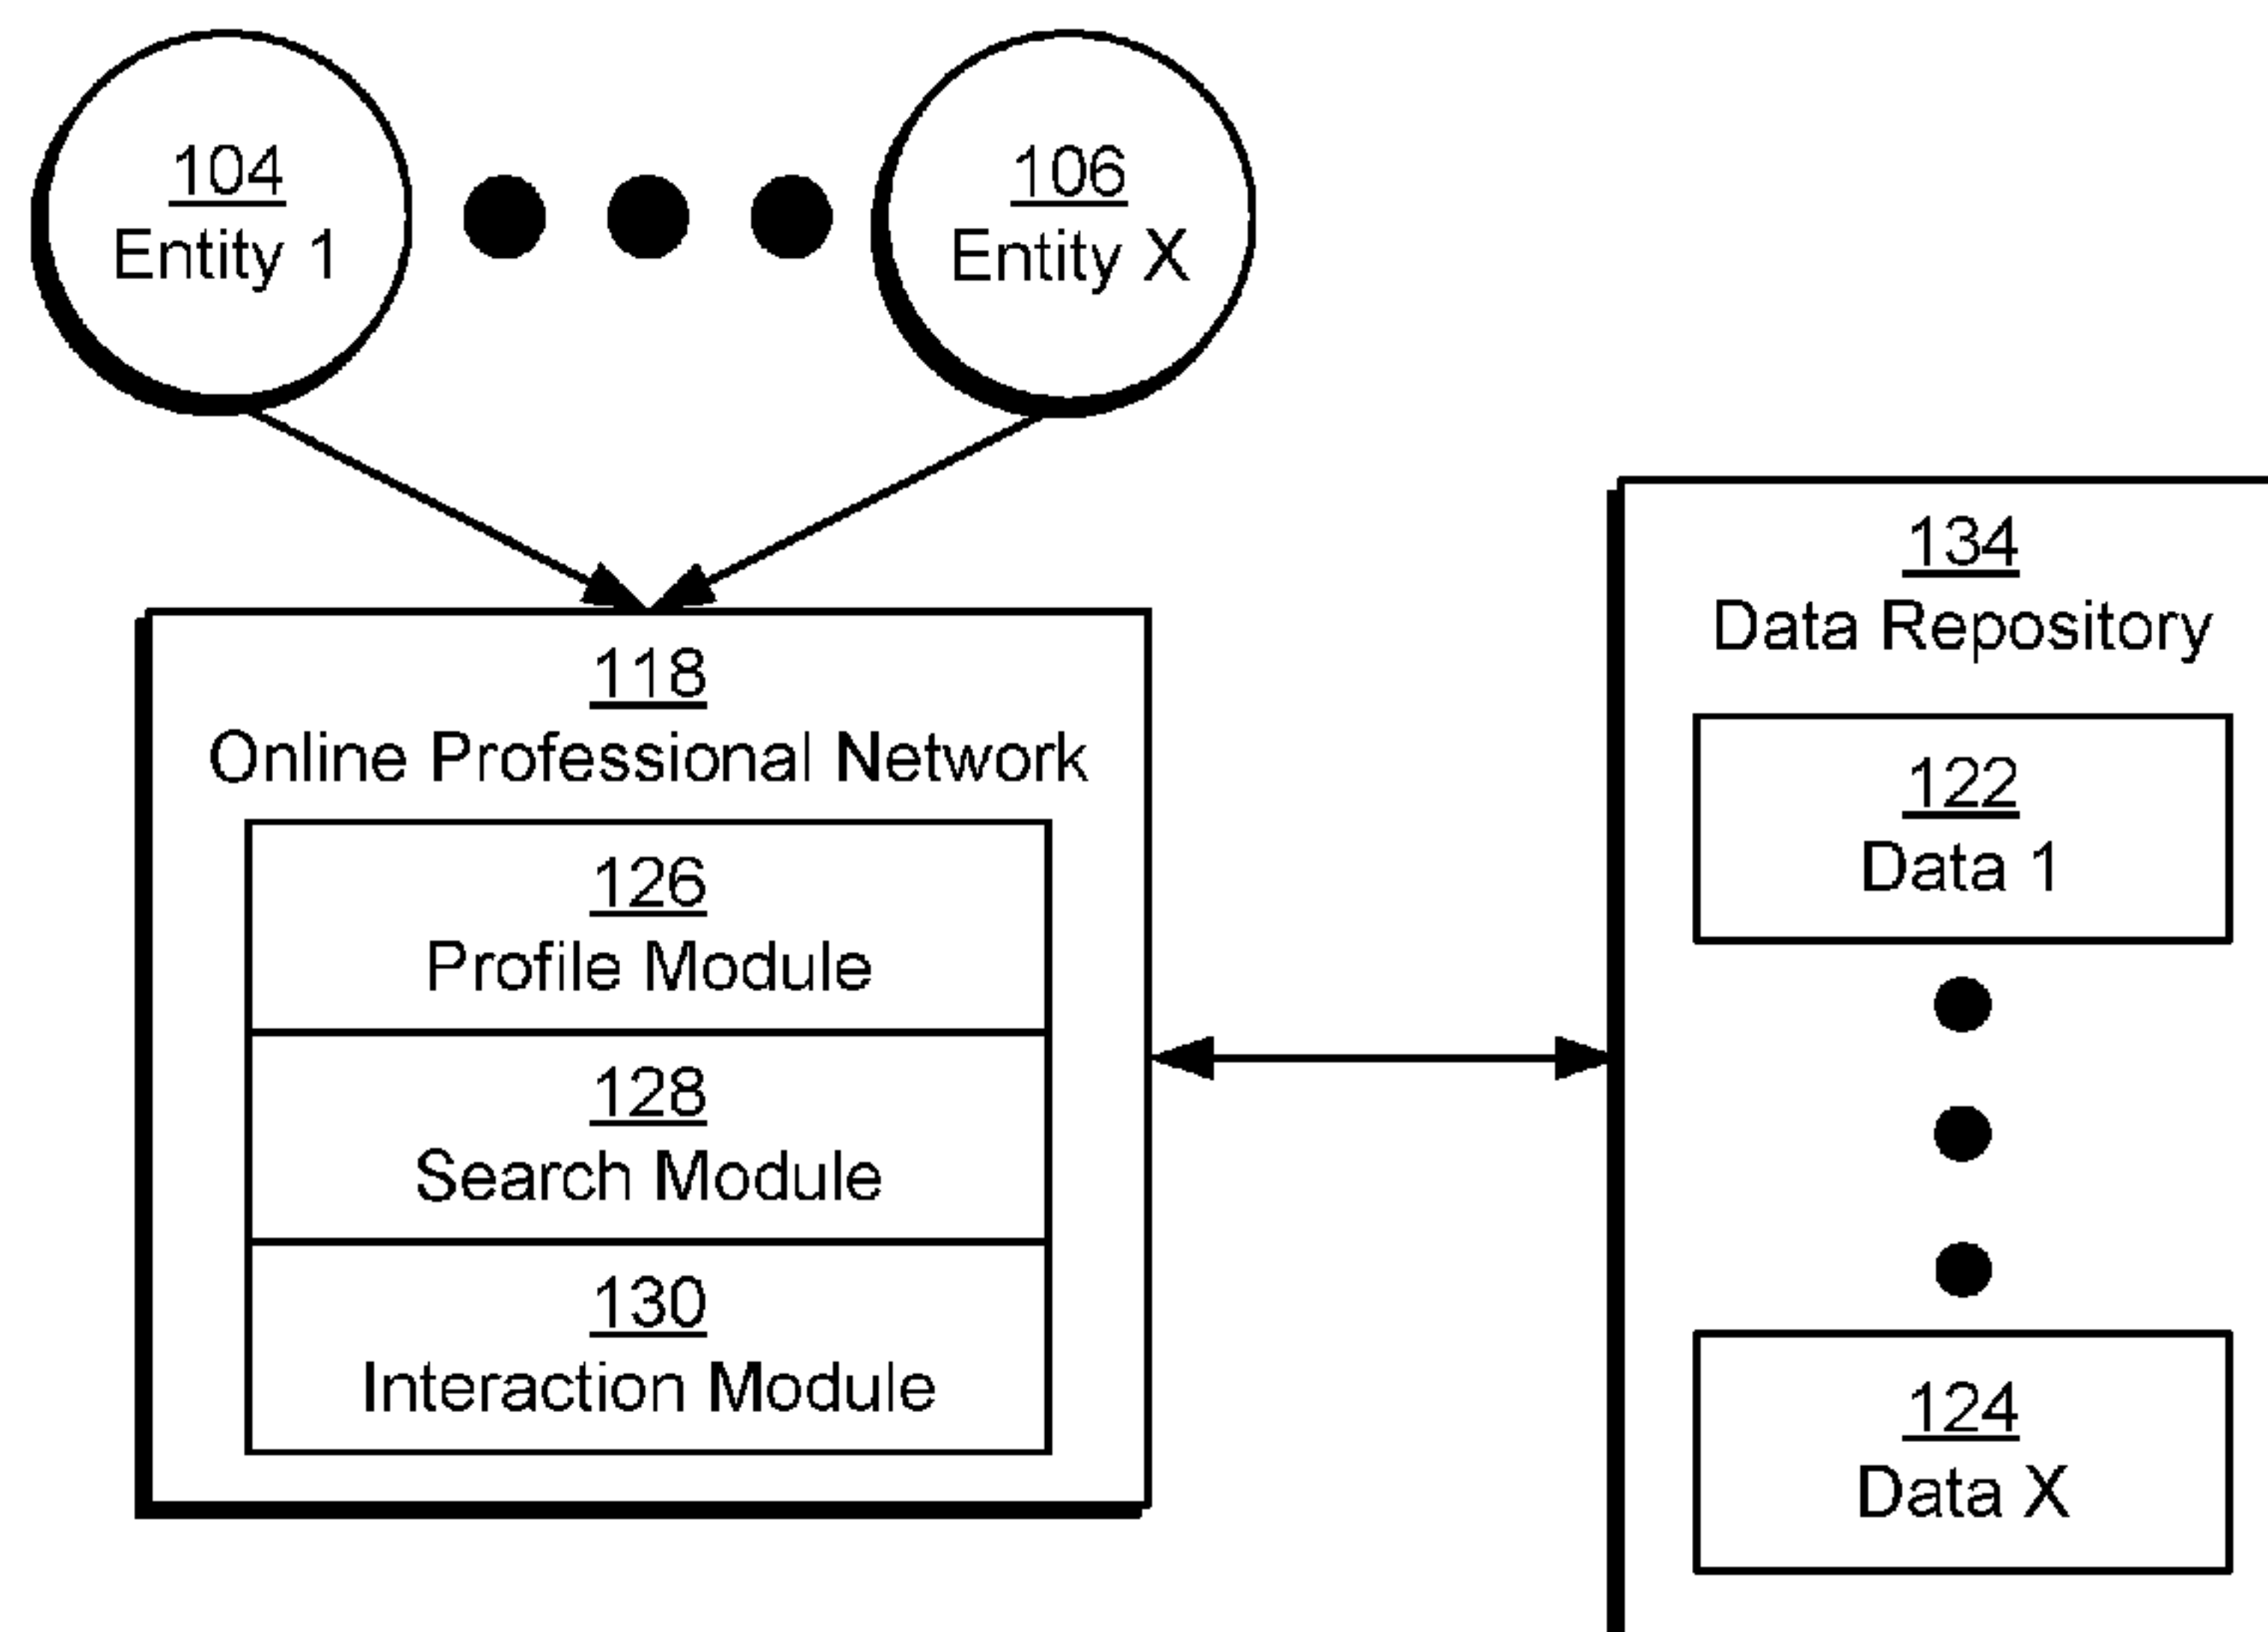 104
Entity 1
106
Entity X
118
Online Professional Network
126
Profile Module
128
Search Module
130
Interaction Module
134
Data Repository
122
Data 1
124
Data X